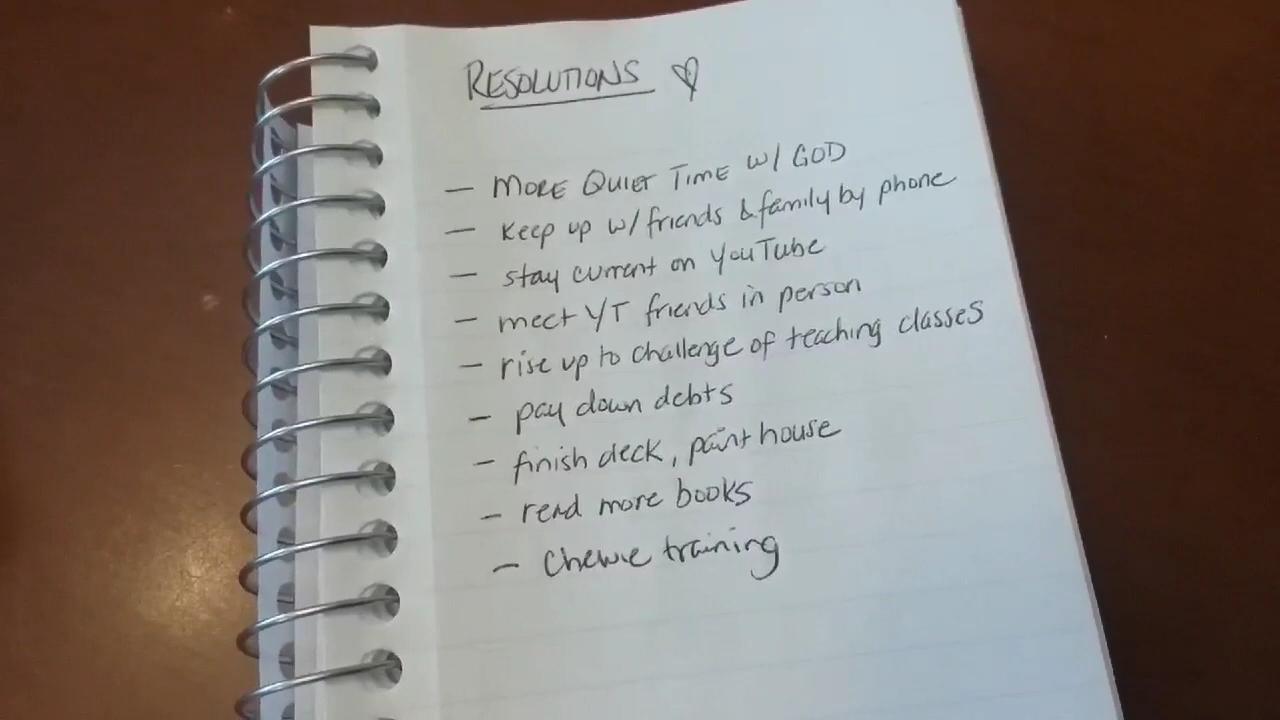 RESOLUTIONS ♡
— MORE QUIET TIME W/ GOD
— Keep up w/ friends & family by phone
— stay current on YouTube
— meet YT friends in person
— rise up to challenge of teaching classes
— pay down debts
— finish deck, paint house
— read more books
— Chewie training